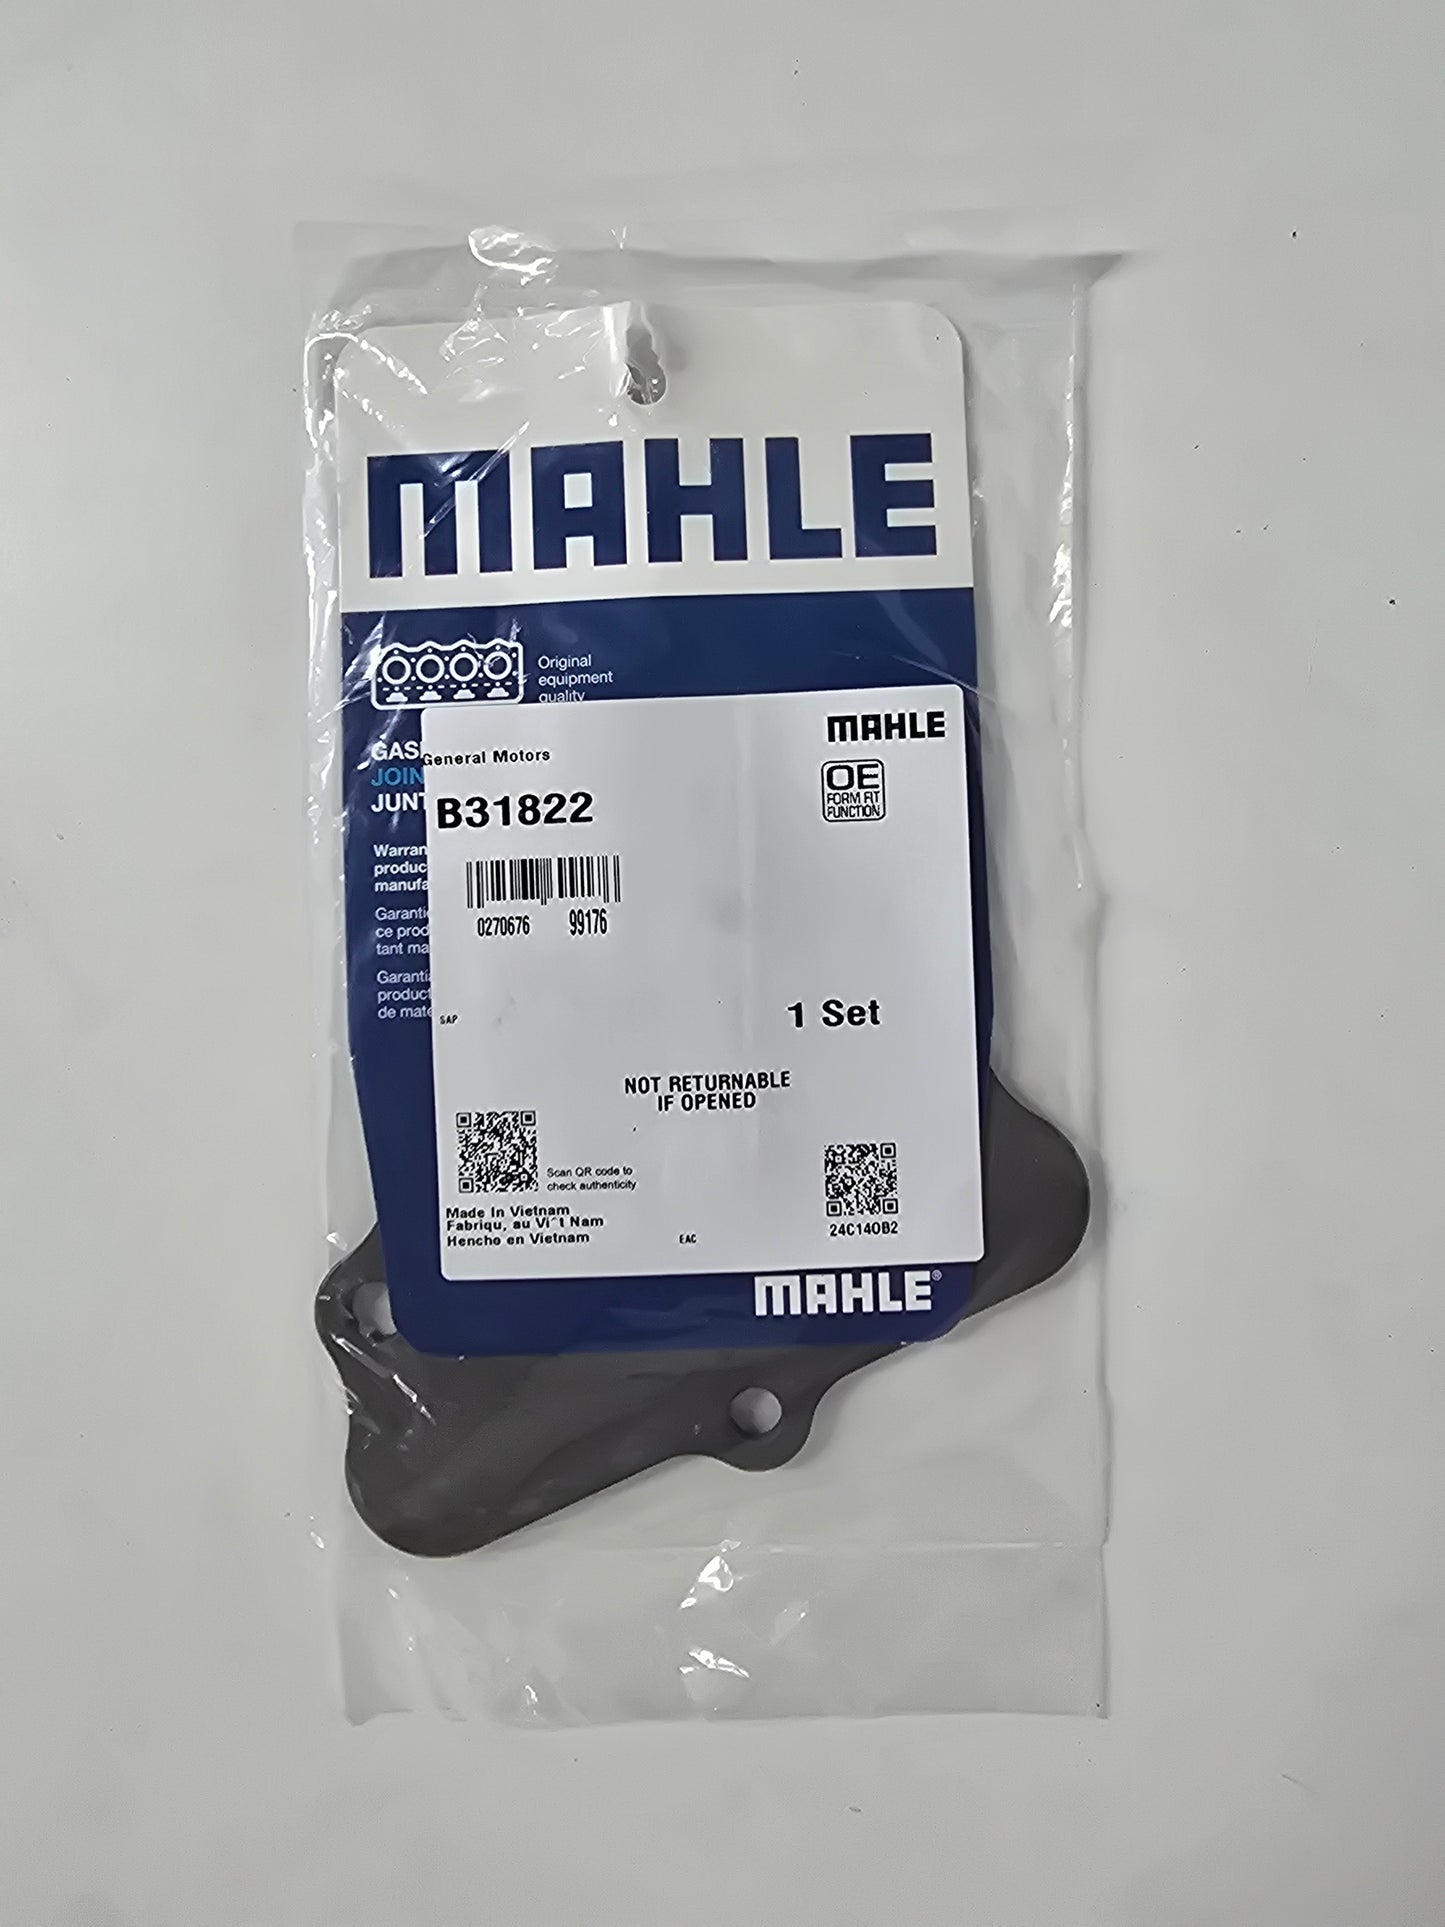 MAHLE
Original
equipment
quality
MAHLE
General Motors
OE
FORM FIT
FUNCTION
B31822
0270676 99176
GAS
JOIN
JUNT
Warran
produc
manufa
Garanti
ce prod
tant ma
Garantí
product
de mate
SAP
1 Set
NOT RETURNABLE
IF OPENED
Scan QR code to
check authenticity
Made In Vietnam
Fabriqu, au Vi^t Nam
Hencho en Vietnam
EAC
24C140B2
MAHLE®